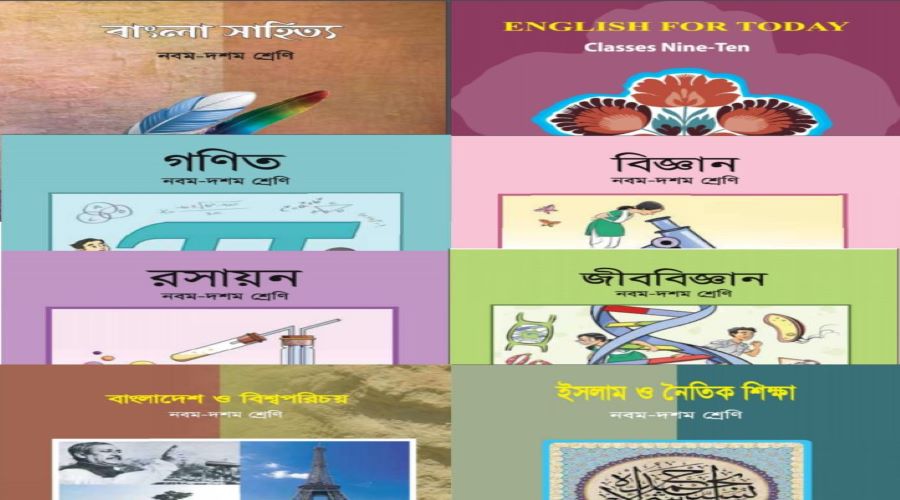 বাংলা সাহিত্য
নবম-দশম শ্রেণি
ENGLISH FOR TODAY
Classes Nine-Ten
গণিত
নবম-দশম শ্রেণি
বিজ্ঞান
নবম-দশম শ্রেণি
রসায়ন
নবম-দশম শ্রেণি
জীববিজ্ঞান
নবম-দশম শ্রেণি
বাংলাদেশ ও বিশ্বপরিচয়
নবম-দশম শ্রেণি
ইসলাম ও নৈতিক শিক্ষা
নবম-দশম শ্রেণি